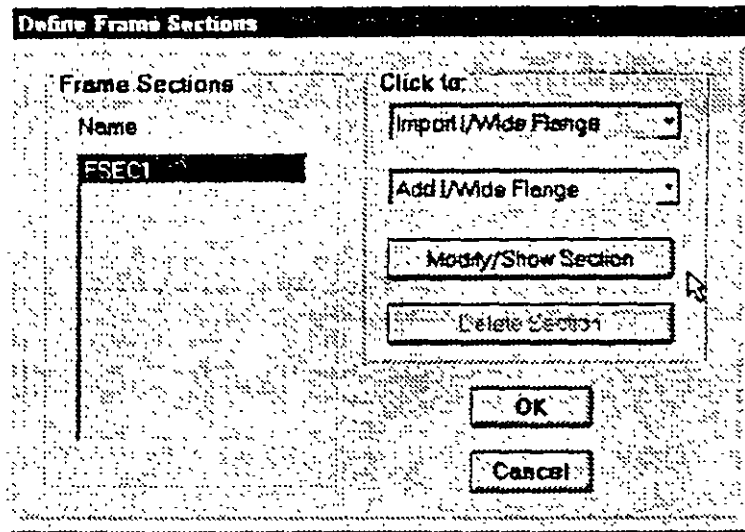 Define Frame Sections
Frame Sections
Name
FSEC1
Click to:
Import I/Wide Flange
Add I/Wide Flange
Modify/Show Section
Delete Section
OK
Cancel